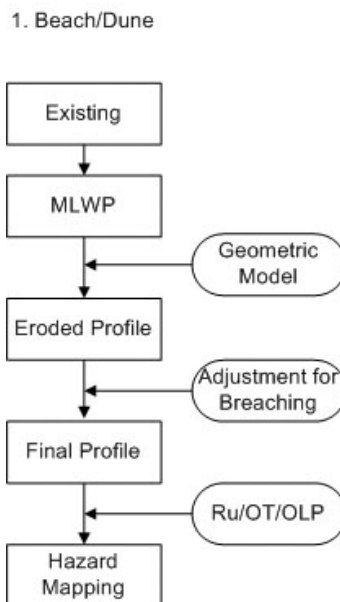 1. Beach/Dune
Existing
MLWP
Geometric
Model
Eroded Profile
Adjustment for
Breaching
Final Profile
Ru/OT/OLP
Hazard
Mapping